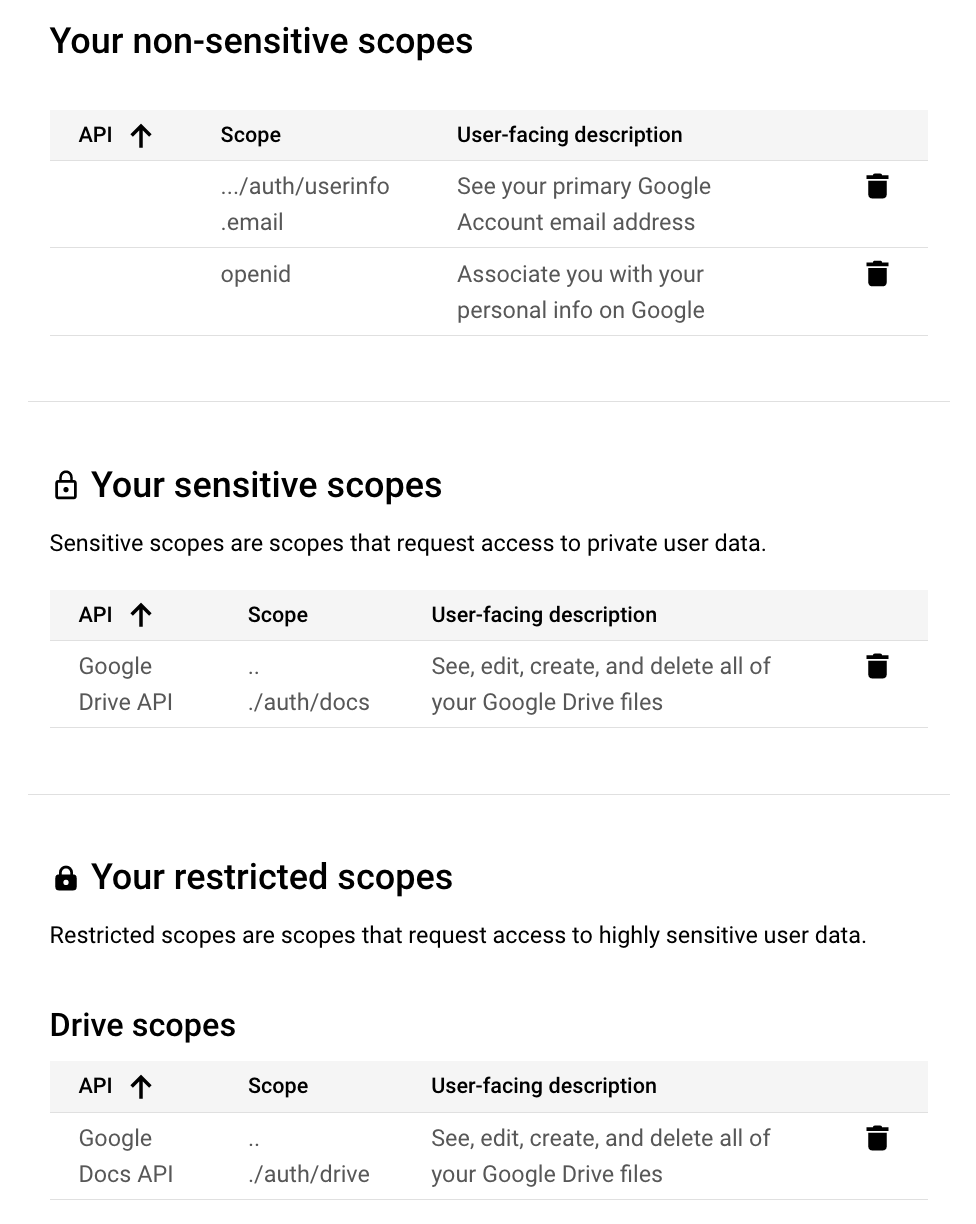 Your non-sensitive scopes
API Scope User-facing description
.../auth/userinfo See your primary Google
.email Account email address
openid Associate you with your
personal info on Google
Your sensitive scopes
Sensitive scopes are scopes that request access to private user data.
API Scope User-facing description
Google .. See, edit, create, and delete all of
Drive API ./auth/docs your Google Drive files
Your restricted scopes
Restricted scopes are scopes that request access to highly sensitive user data.
Drive scopes
API Scope User-facing description
Google .. See, edit, create, and delete all of
Docs API ./auth/drive your Google Drive files